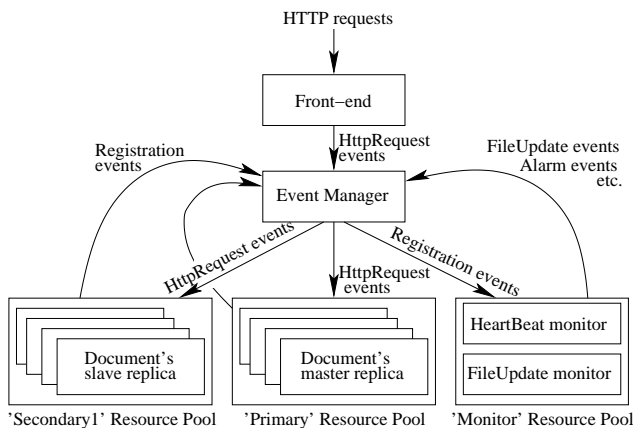 HTTP requests
Front−end
HttpRequest
events
Registration
events
FileUpdate events
Alarm events
etc.
Event Manager
HttpRequest events
HttpRequest
events
Registration events
Document's
slave replica
Document's
master replica
HeartBeat monitor
FileUpdate monitor
'Secondary1' Resource Pool
'Primary' Resource Pool
'Monitor' Resource Pool